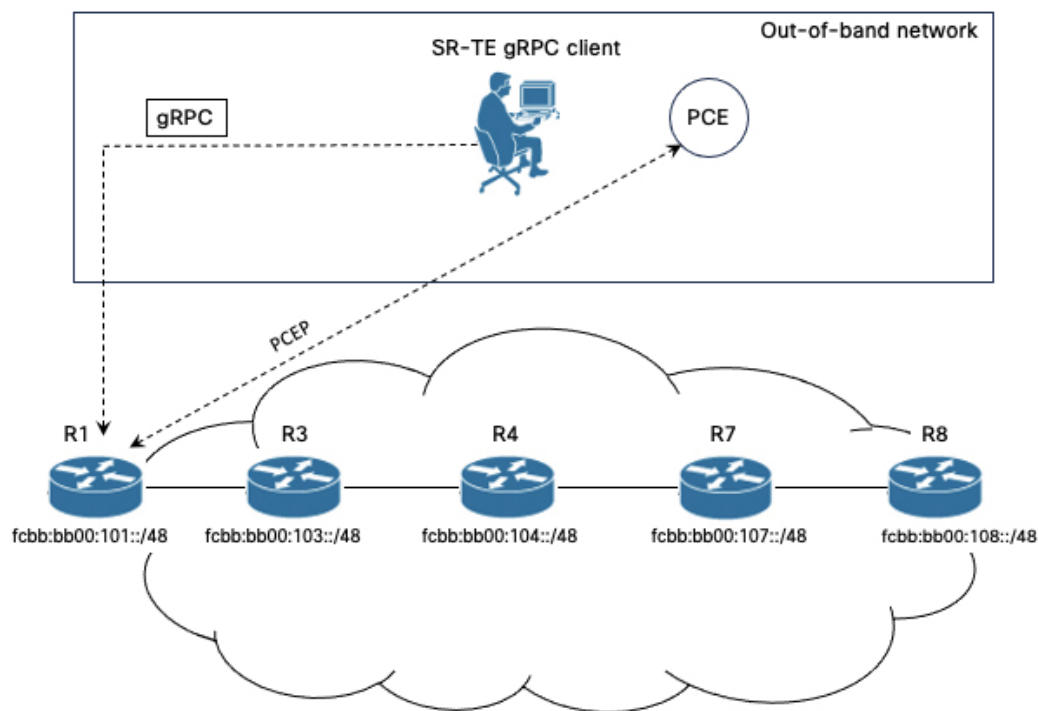 Out-of-band network
SR-TE gRPC client
gRPC
PCE
PCEP
R1
R3
R4
R7
R8
fcbb:bb00:101::/48
fcbb:bb00:103::/48
fcbb:bb00:104::/48
fcbb:bb00:107::/48
fcbb:bb00:108::/48